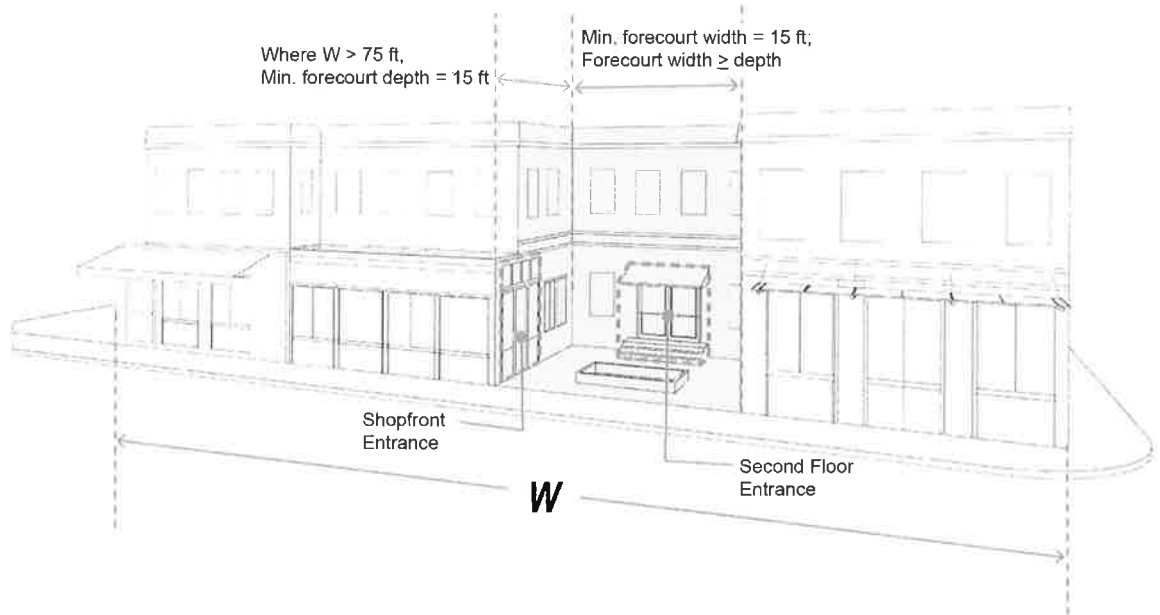 Where W > 75 ft,
Min. forecourt depth = 15 ft
Min. forecourt width = 15 ft;
Forecourt width ≥ depth
Shopfront
Entrance
Second Floor
Entrance
W